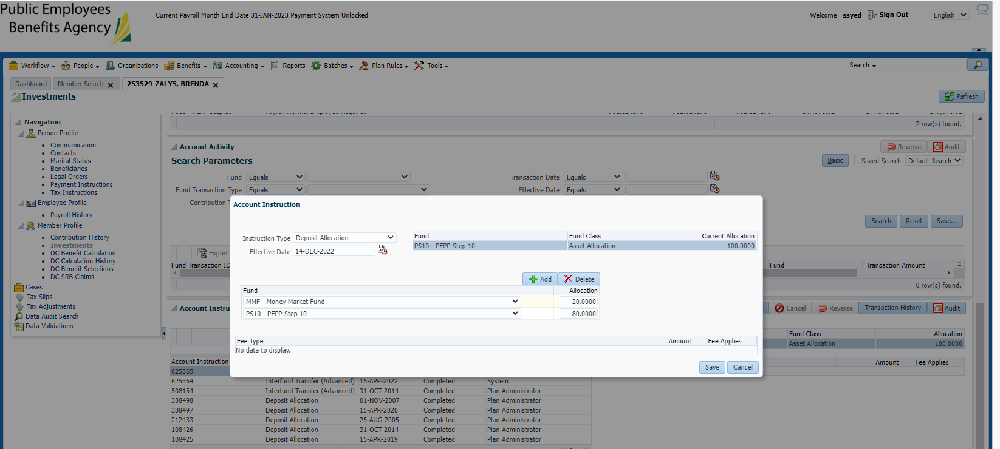 Public Employees
Benefits Agency
Current Payroll Month End Date 31-JAN-2023 Payment System Unlocked
Welcome ssyed Sign Out English
Workflow People Organizations Benefits Accounting Reports Batches Plan Rules Tools Search
Dashboard Member Search 253529-ZALYS, BRENDA
Investments Refresh
Navigation
Person Profile
Communication
Contacts
Marital Status
Beneficiaries
Legal Orders
Payment Instructions
Tax Instructions
Employee Profile
Payroll History
Member Profile
Contribution History
Investments
DC Benefit Calculation
DC Calculation History
DC Benefit Selections
DC SRB Claims
Cases
Tax Slips
Tax Adjustments
Data Audit Search
Data Validations
2 row(s) found.
Account Activity Reverse Audit
Search Parameters Basic Saved Search Default Search
Fund Equals Transaction Date Equals
Fund Transaction Type Equals Effective Date Equals
Contribution
Search Reset Save...
Export
Fund Transaction ID Fund Transaction Amount
0 row(s) found.
Account Instru Cancel Reverse Transaction History Audit
Fund Class Allocation
Asset Allocation 100.0000
Account Instruction Amount Fee Applies
625365
625364 Interfund Transfer (Advanced) 15-APR-2022 Completed System
508154 Interfund Transfer (Advanced) 31-OCT-2014 Completed Plan Administrator
338498 Deposit Allocation 01-NOV-2007 Completed Plan Administrator
338497 Deposit Allocation 15-APR-2020 Completed Plan Administrator
212433 Deposit Allocation 25-AUG-2005 Completed Plan Administrator
108426 Deposit Allocation 31-OCT-2014 Completed Plan Administrator
108425 Deposit Allocation 15-APR-2019 Completed Plan Administrator
Account Instruction
Instruction Type Deposit Allocation
Effective Date 14-DEC-2022
Fund Fund Class Current Allocation
PS10 - PEPP Step 10 Asset Allocation 100.0000
Add Delete
Fund Allocation
MMF - Money Market Fund 20.0000
PS10 - PEPP Step 10 80.0000
Fee Type Amount Fee Applies
No data to display.
Save Cancel